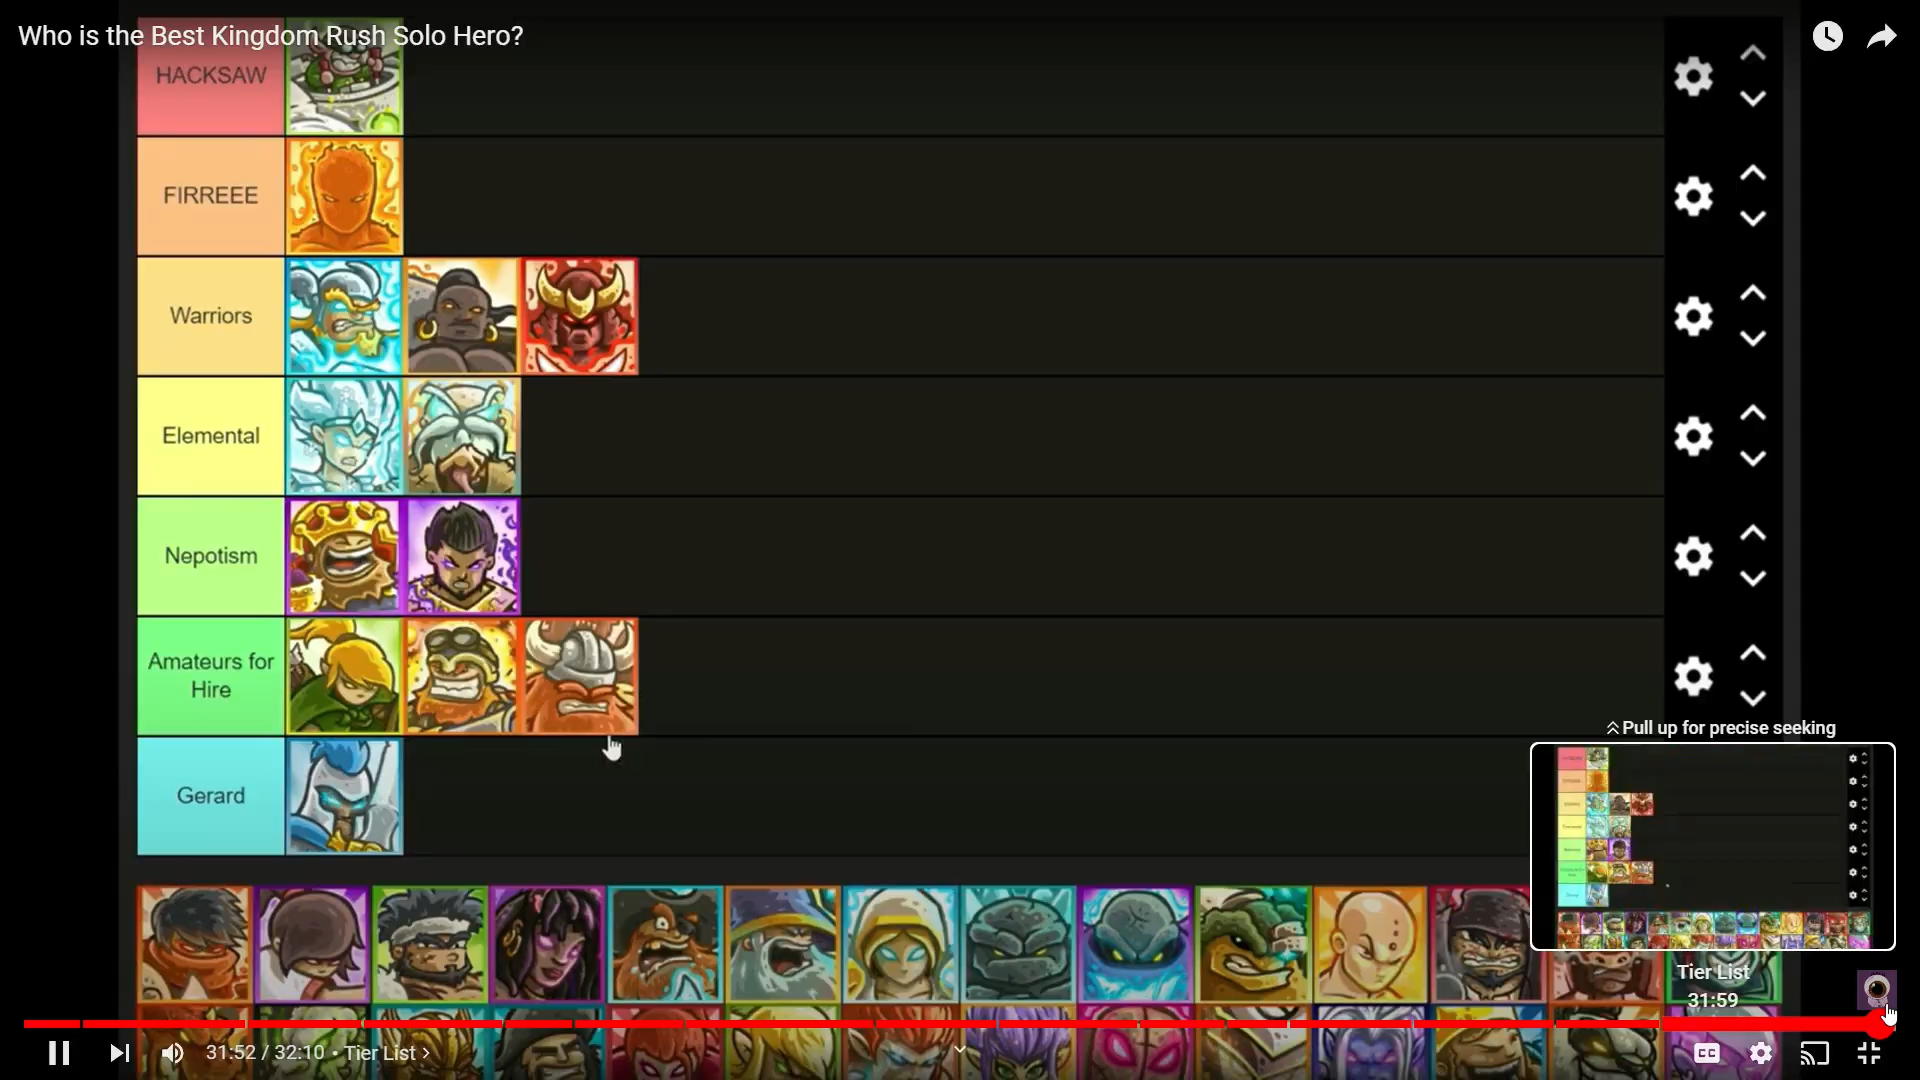 Who is the Best Kingdom Rush Solo Hero?
HACKSAW
FIRREEE
Warriors
Elemental
Nepotism
Amateurs for
Hire
Gerard
Pull up for precise seeking
Tier List
31:59
31:52 / 32:10 • Tier List
CC